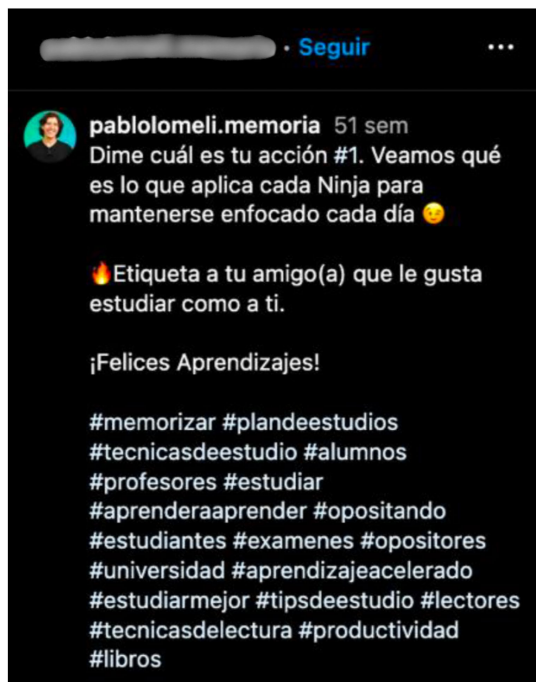 • Seguir
pablolomeli.memoria 51 sem
Dime cuál es tu acción #1. Veamos qué
es lo que aplica cada Ninja para
mantenerse enfocado cada día 😉
🔥Etiqueta a tu amigo(a) que le gusta
estudiar como a ti.
¡Felices Aprendizajes!
#memorizar #plandeestudios
#tecnicasdeestudio #alumnos
#profesores #estudiar
#aprenderaaprender #opositando
#estudiantes #examenes #opositores
#universidad #aprendizajeacelerado
#estudiarmejor #tipsdeestudio #lectores
#tecnicasdelectura #productividad
#libros